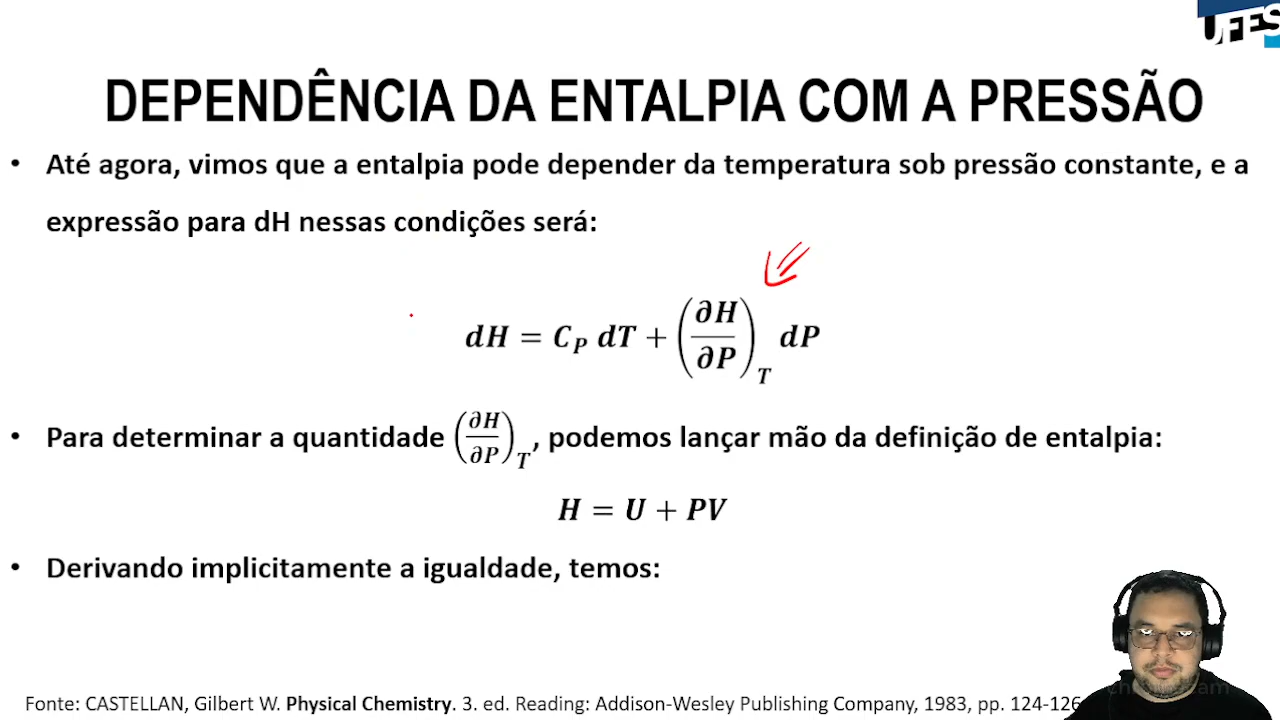 UFES
DEPENDÊNCIA DA ENTALPIA COM A PRESSÃO
• Até agora, vimos que a entalpia pode depender da temperatura sob pressão constante, e a
expressão para dH nessas condições será:
dH = C_P dT + (∂H/∂P)_T dP
• Para determinar a quantidade (∂H/∂P)_T, podemos lançar mão da definição de entalpia:
H = U + PV
• Derivando implicitamente a igualdade, temos:
Fonte: CASTELLAN, Gilbert W. Physical Chemistry. 3. ed. Reading: Addison-Wesley Publishing Company, 1983, pp. 124-126